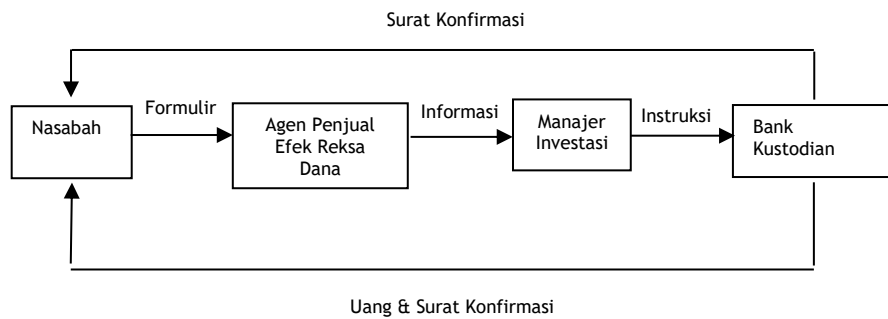 Surat Konfirmasi
Formulir
Informasi
Instruksi
Nasabah
Agen Penjual
Efek Reksa
Dana
Manajer
Investasi
Bank
Kustodian
Uang & Surat Konfirmasi